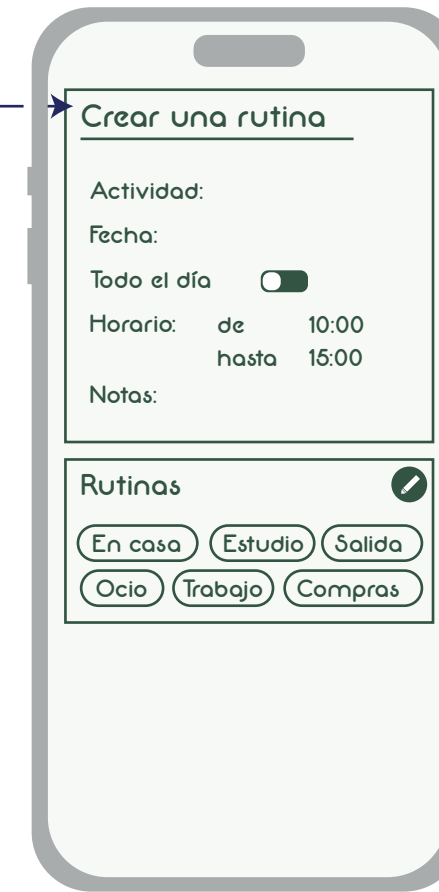 Crear una rutina
Actividad:
Fecha:
Todo el día
Horario: de 10:00
hasta 15:00
Notas:
Rutinas
En casa Estudio Salida
Ocio Trabajo Compras